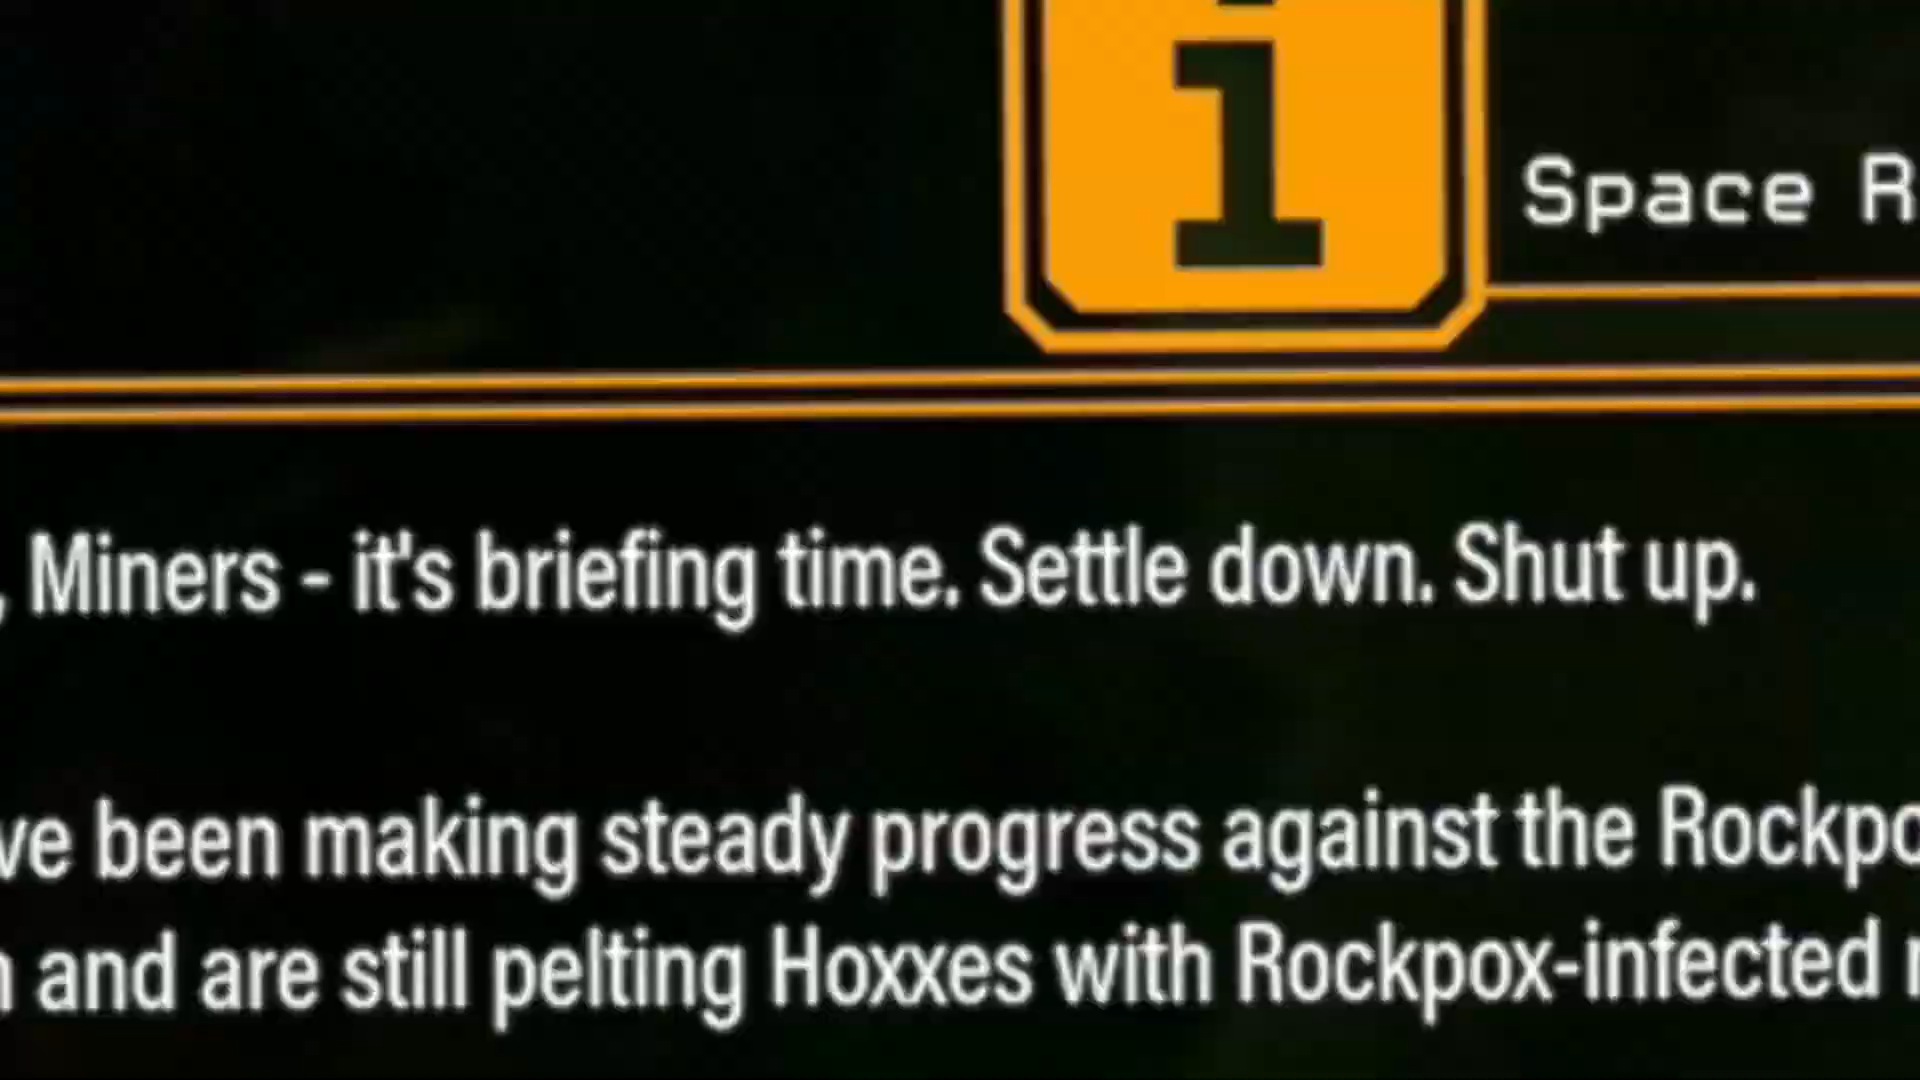 i
Space R
, Miners - it's briefing time. Settle down. Shut up.
ve been making steady progress against the Rockpo
and are still pelting Hoxxes with Rockpox-infected